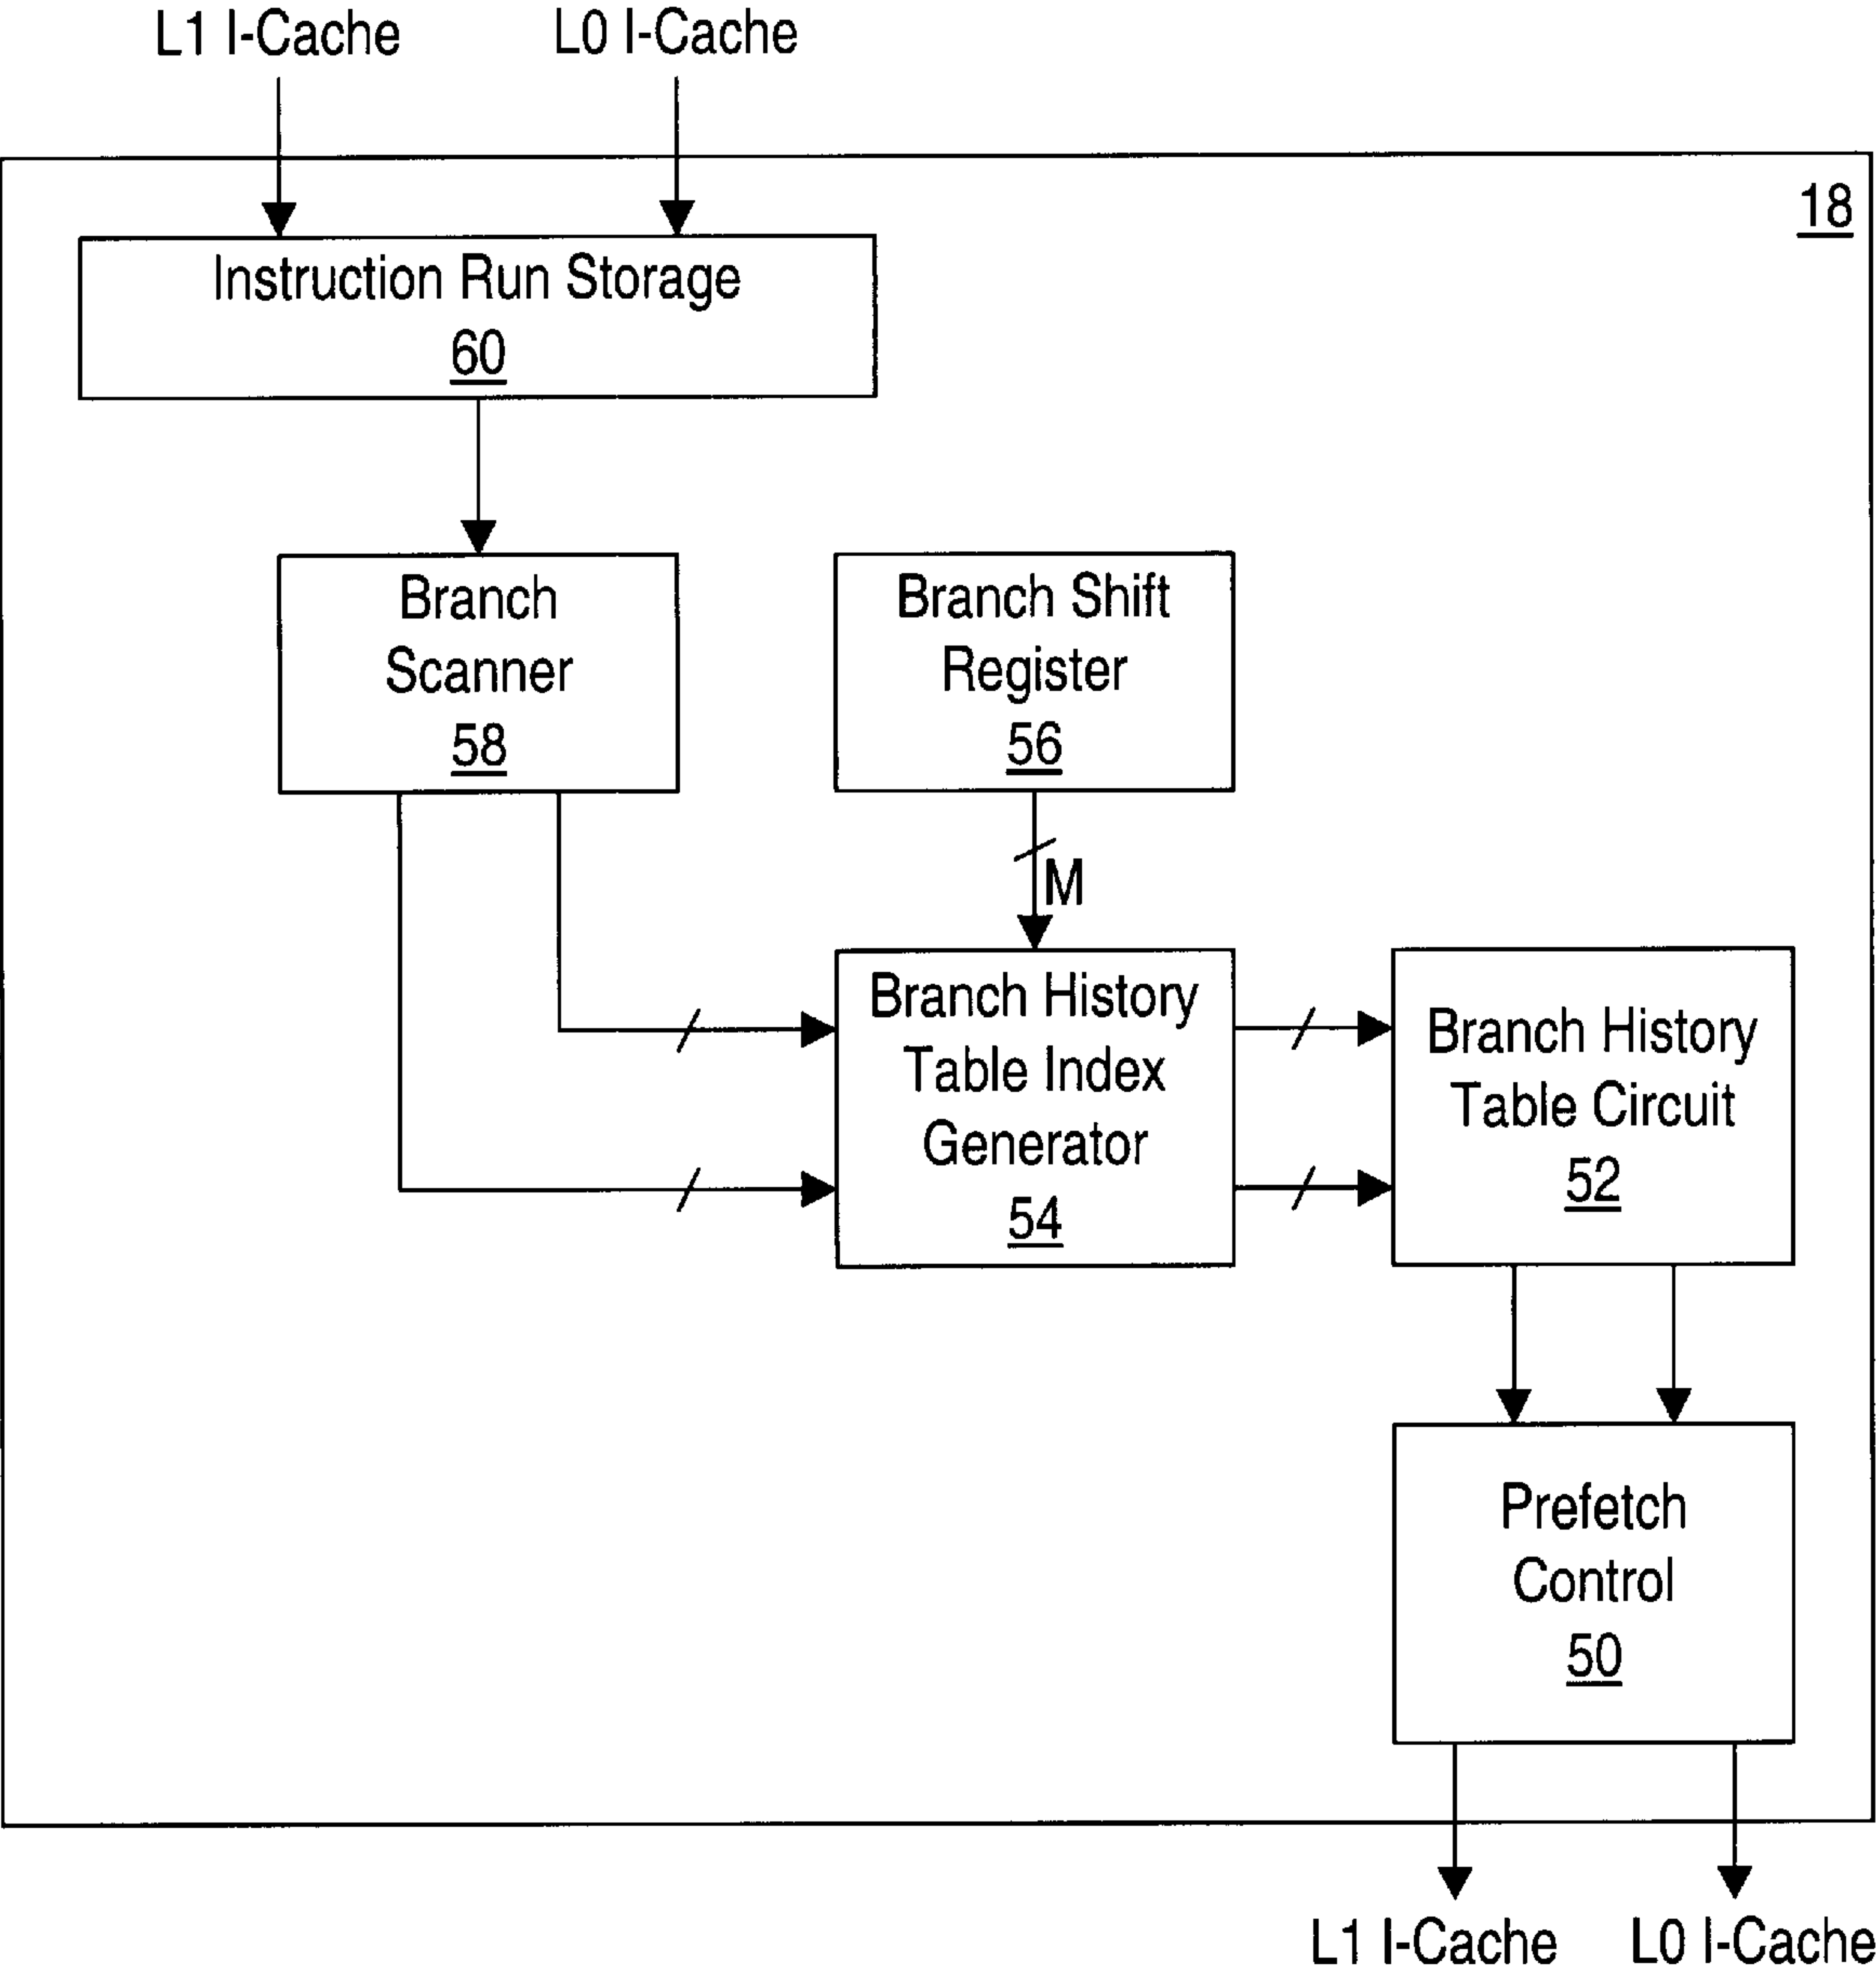 L1 I-Cache
L0 I-Cache
18
Instruction Run Storage
60
Branch
Scanner
58
Branch Shift
Register
56
M
Branch History
Table Index
Generator
54
Branch History
Table Circuit
52
Prefetch
Control
50
L1 I-Cache
L0 I-Cache